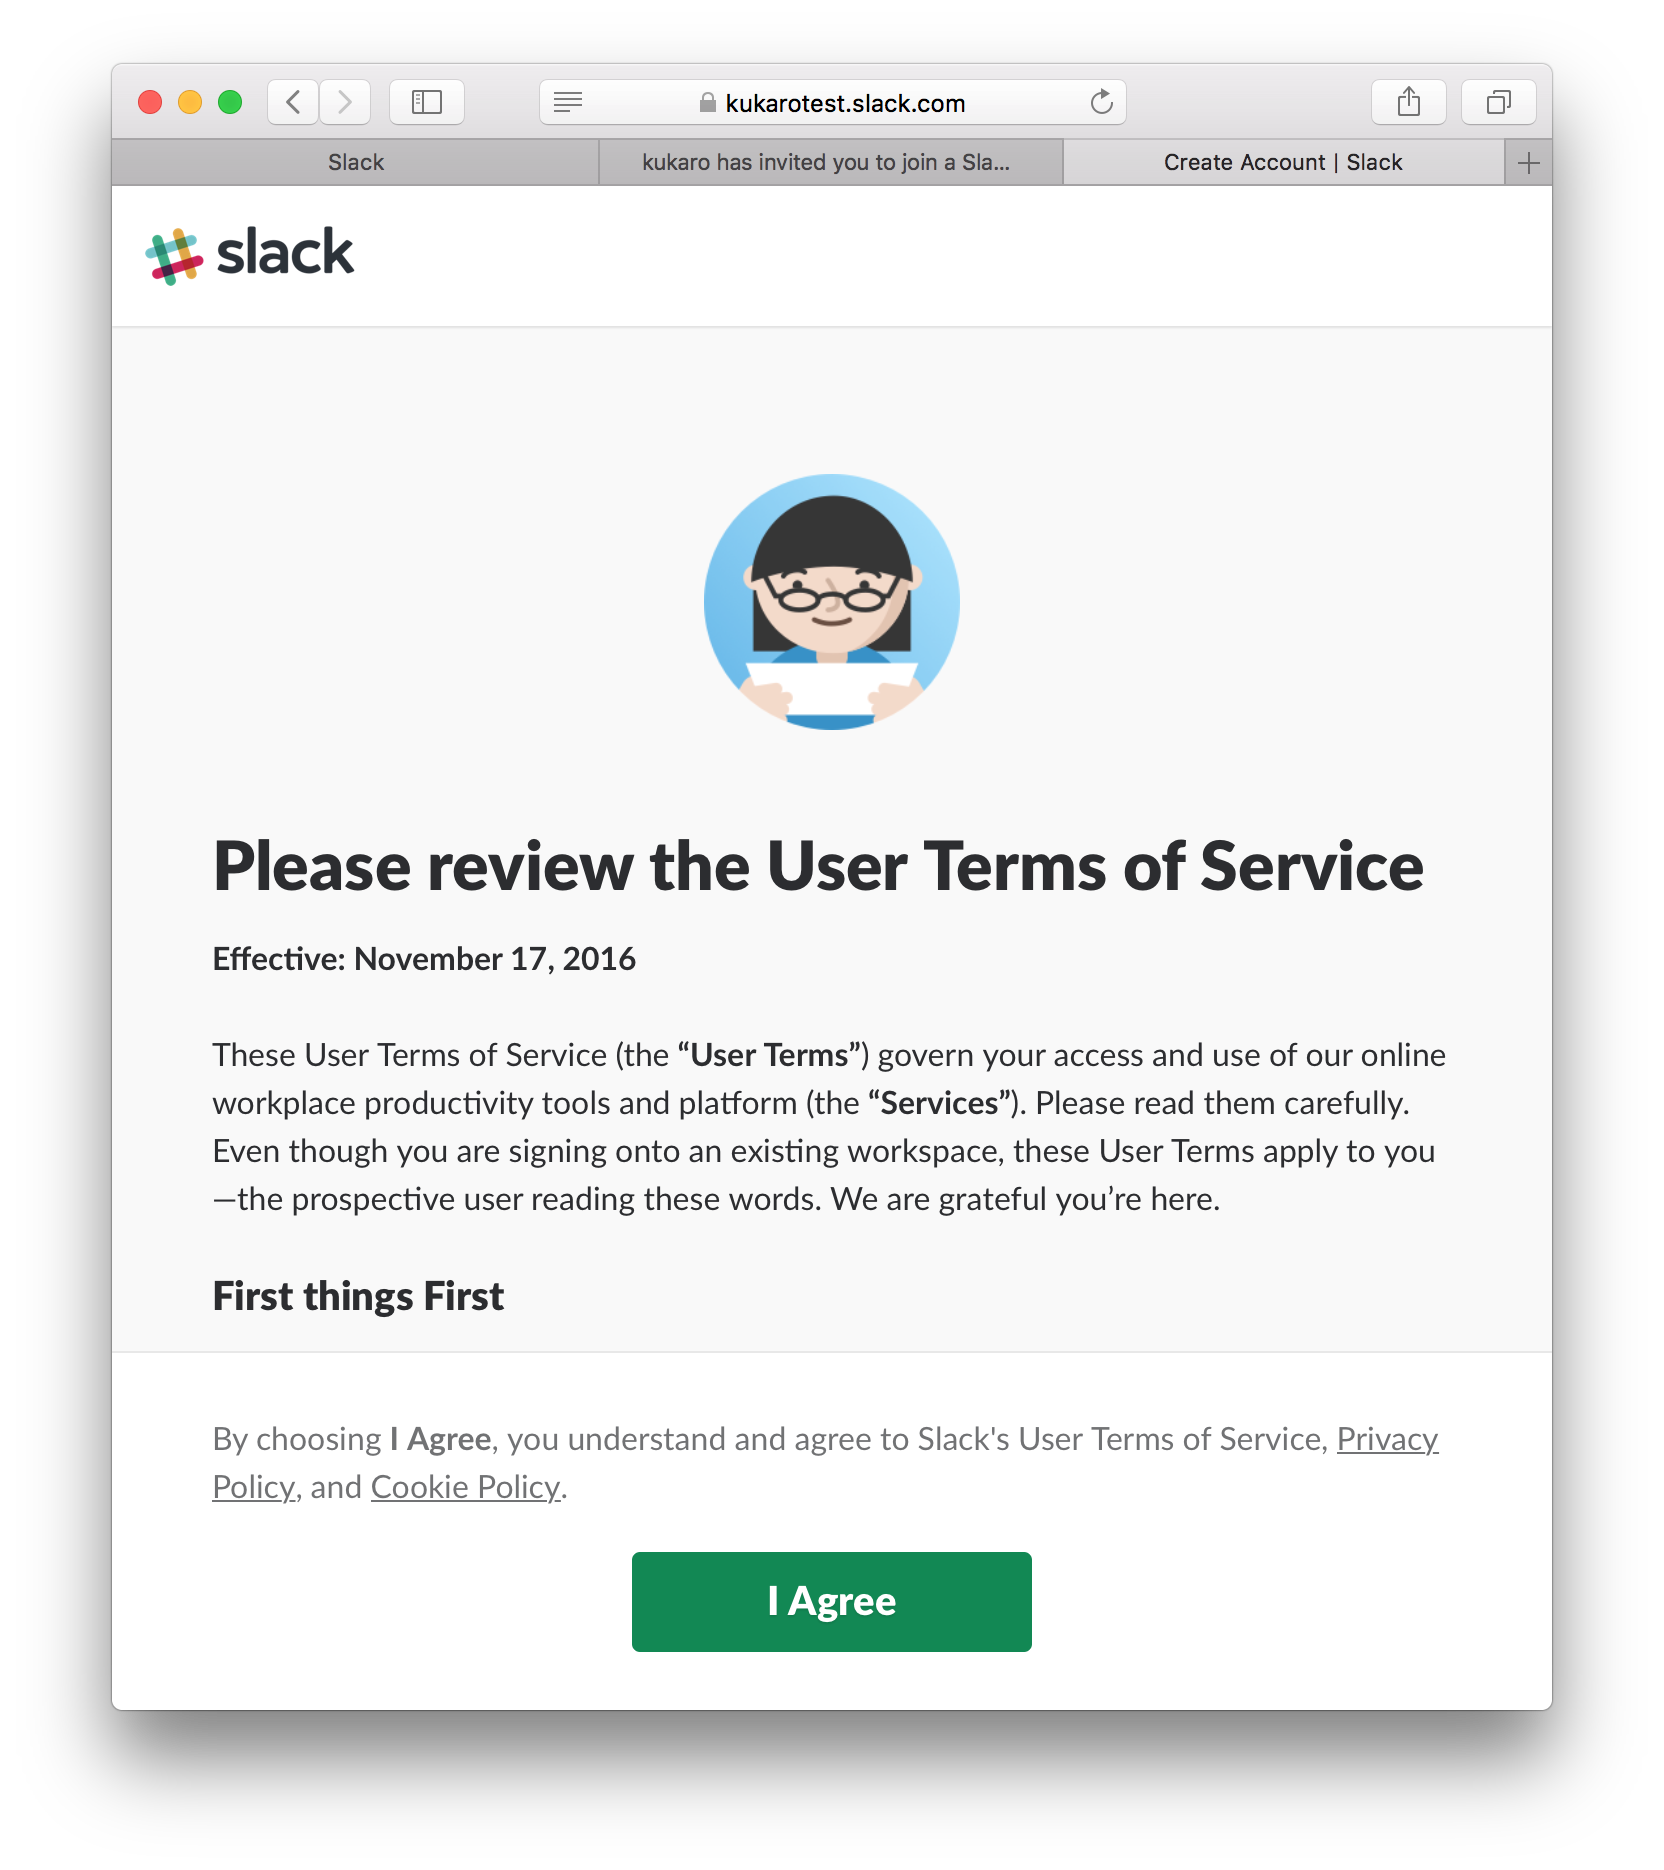 kukarotest.slack.com
Slack
kukaro has invited you to join a Sla...
Create Account | Slack
slack
Please review the User Terms of Service
Effective: November 17, 2016
These User Terms of Service (the “User Terms”) govern your access and use of our online
workplace productivity tools and platform (the “Services”). Please read them carefully.
Even though you are signing onto an existing workspace, these User Terms apply to you
—the prospective user reading these words. We are grateful you’re here.
First things First
By choosing I Agree, you understand and agree to Slack's User Terms of Service, Privacy
Policy, and Cookie Policy.
I Agree